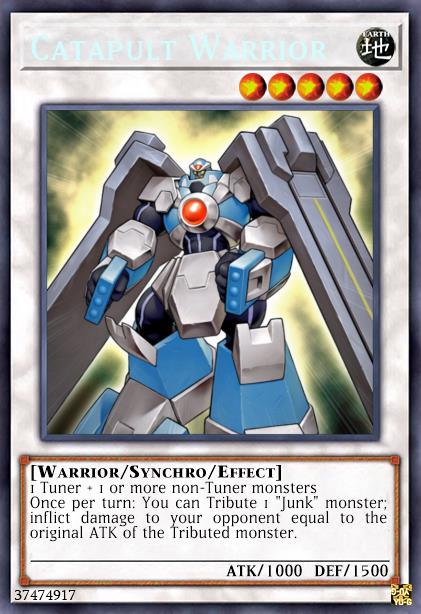 CATAPULT WARRIOR
EARTH
地
[WARRIOR/SYNCHRO/EFFECT]
1 Tuner + 1 or more non-Tuner monsters
Once per turn: You can Tribute 1 "Junk" monster;
inflict damage to your opponent equal to the
original ATK of the Tributed monster.
ATK/1000 DEF/1500
37474917